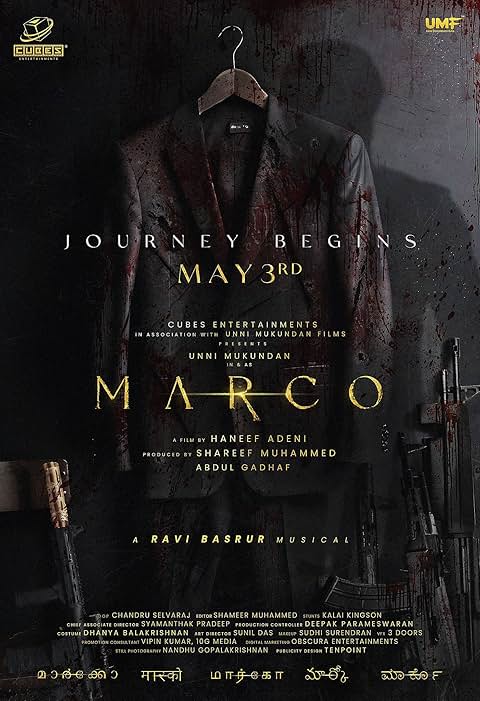 CUBES
ENTERTAINMENTS
UMF
JOURNEY BEGINS
MAY 3RD
CUBES ENTERTAINMENTS
IN ASSOCIATION WITH UNNI MUKUNDAN FILMS
PRESENTS
UNNI MUKUNDAN
IN & AS
MARCO
A FILM BY HANEEF ADENI
PRODUCED BY SHAREEF MUHAMMED
ABDUL GADHAF
A RAVI BASRUR MUSICAL
DOP CHANDRU SELVARAJ EDITOR SHAMEER MUHAMMED STUNTS KALAI KINGSON
CHIEF ASSOCIATE DIRECTOR SYAMANTHAK PRADEEP PRODUCTION CONTROLLER DEEPAK PARAMESWARAN
COSTUME DHANYA BALAKRISHNAN ART DIRECTOR SUNIL DAS MAKEUP SUDHI SURENDRAN VFX 3 DOORS
PROMOTION CONSULTANT VIPIN KUMAR, 10G MEDIA DIGITAL MARKETING OBSCURA ENTERTAINMENTS
STILL PHOTOGRAPHY NANDHU GOPALAKRISHNAN PUBLICITY DESIGN TENPOINT
മാർക്കോ मार्को மார்கோ మార్కో ಮಾರ್ಕೋ